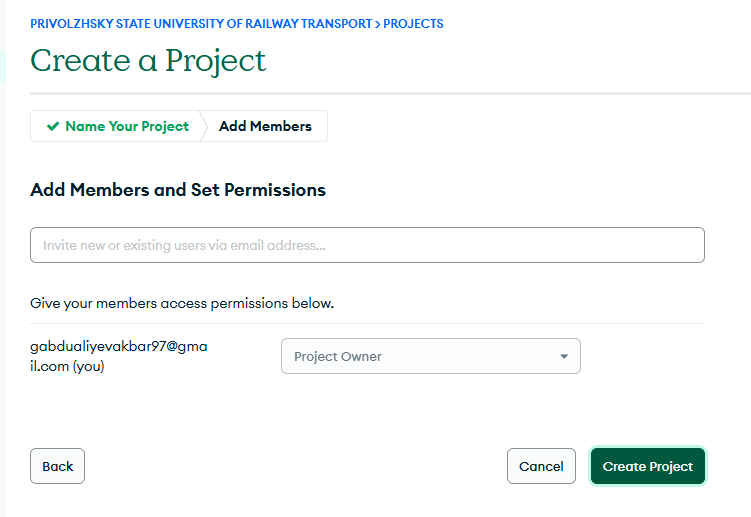 PRIVOLZHSKY STATE UNIVERSITY OF RAILWAY TRANSPORT > PROJECTS
Create a Project
Name Your Project
Add Members
Add Members and Set Permissions
Invite new or existing users via email address...
Give your members access permissions below.
gabdualiyevakbar97@gma
il.com (you)
Project Owner
Back
Cancel
Create Project